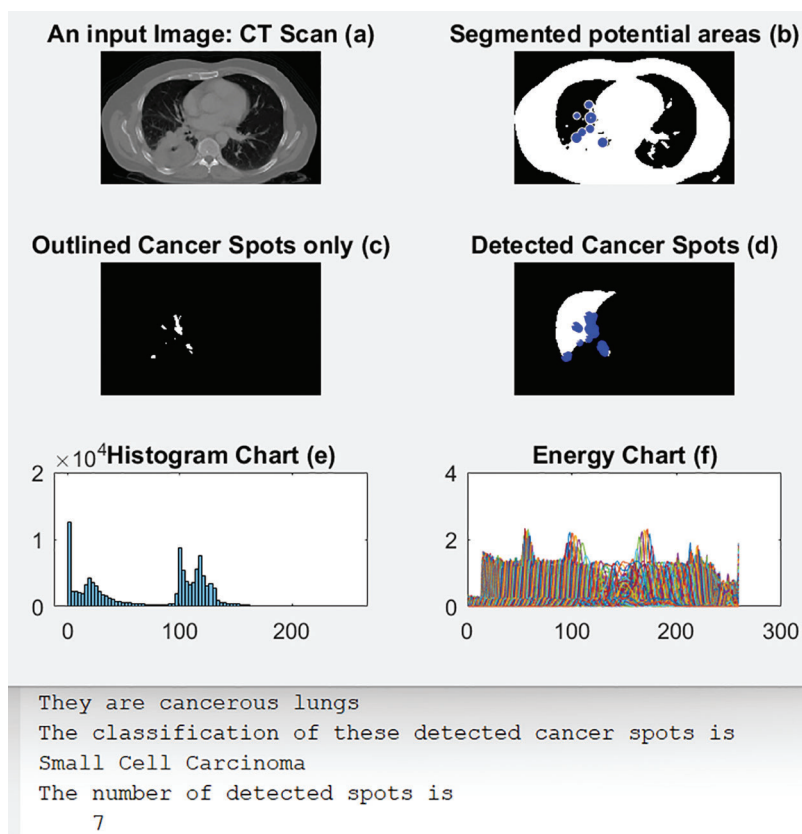 An input Image: CT Scan (a)
Segmented potential areas (b)
Outlined Cancer Spots only (c)
Detected Cancer Spots (d)
×10⁴ Histogram Chart (e)
2
1
0
0 100 200
Energy Chart (f)
4
2
0
0 100 200 300
They are cancerous lungs
The classification of these detected cancer spots is
Small Cell Carcinoma
The number of detected spots is
7